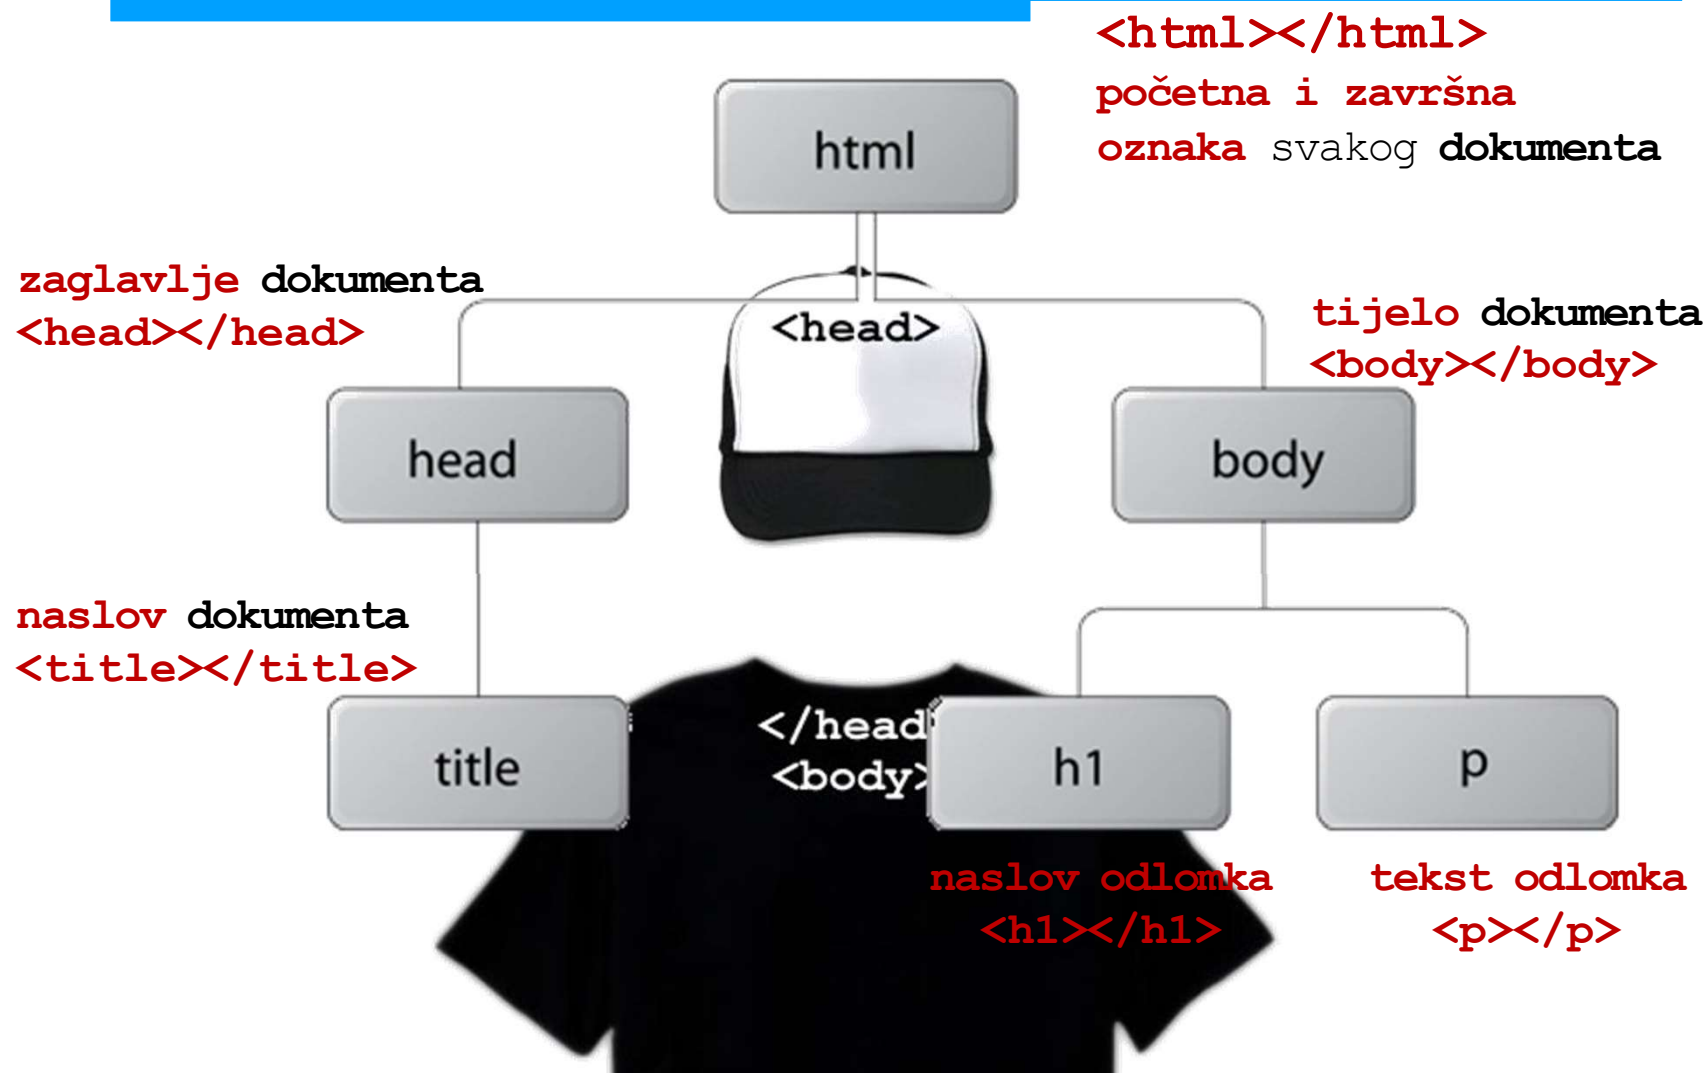 <html></html>
početna i završna
oznaka svakog dokumenta
html
zaglavlje dokumenta
<head></head>
<head>
tijelo dokumenta
<body></body>
head
body
naslov dokumenta
<title></title>
</head
<body>
title
h1
p
naslov odlomka
<h1></h1>
tekst odlomka
<p></p>